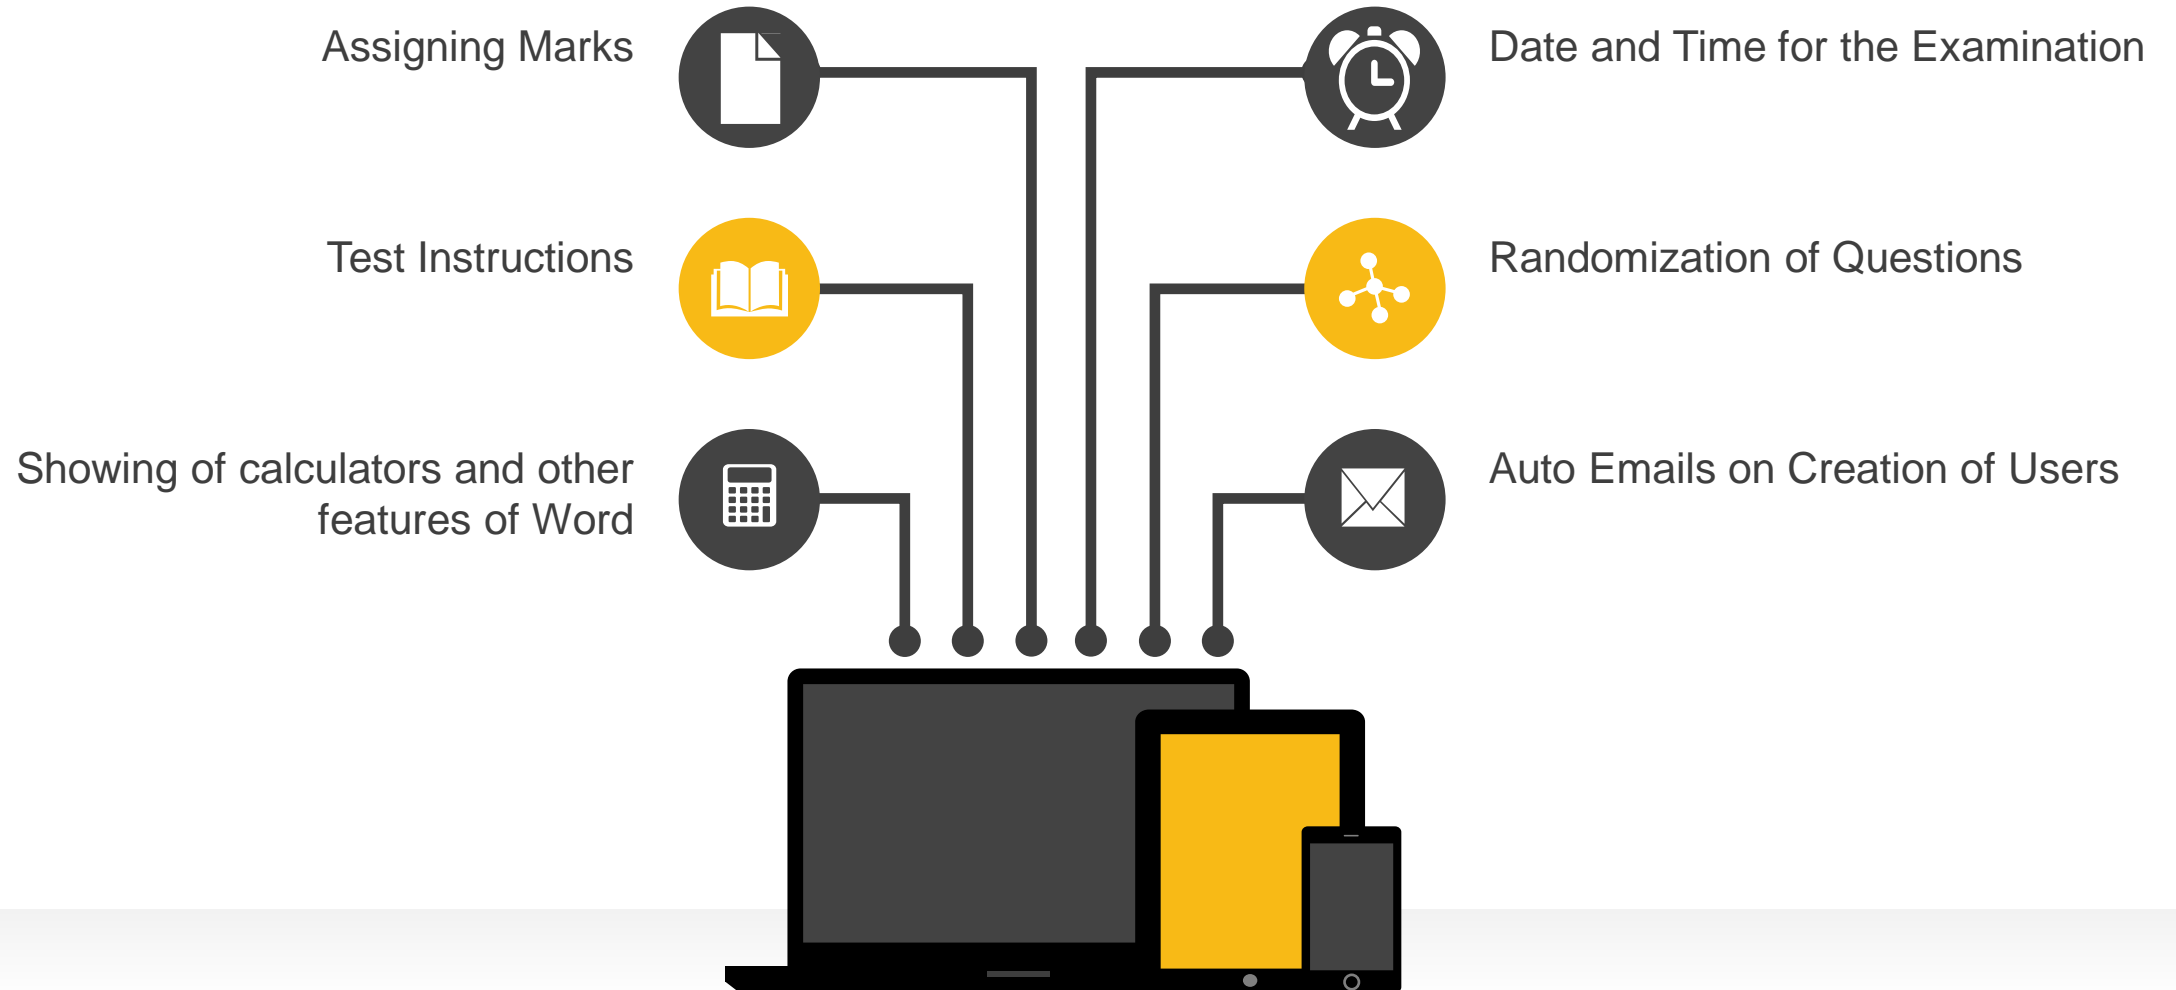 Assigning Marks
Date and Time for the Examination
Test Instructions
Randomization of Questions
Showing of calculators and other
features of Word
Auto Emails on Creation of Users